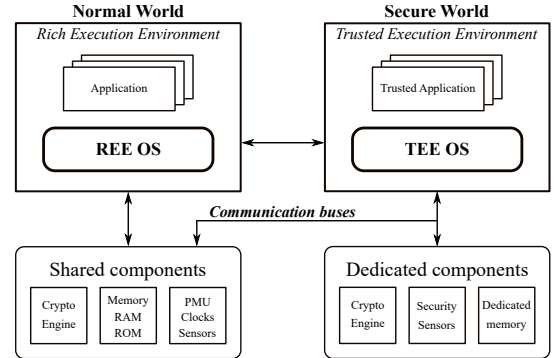 Normal World
Secure World
Rich Execution Environment
Trusted Execution Environment
Application
Trusted Application
REE OS
TEE OS
Communication buses
Shared components
Crypto
Engine
Memory
RAM
ROM
PMU
Clocks
Sensors
Dedicated components
Crypto
Engine
Security
Sensors
Dedicated
memory